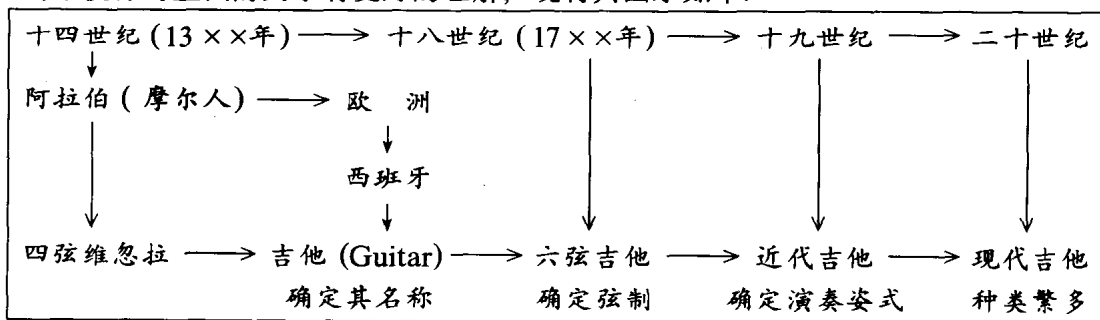 十四世纪(13××年)→十八世纪(17××年)→十九世纪→二十世纪
阿拉伯(摩尔人)→欧 洲
西班牙
四弦维忽拉→吉他(Guitar)→六弦吉他→近代吉他→现代吉他
确定其名称 确定弦制 确定演奏姿式 种类繁多